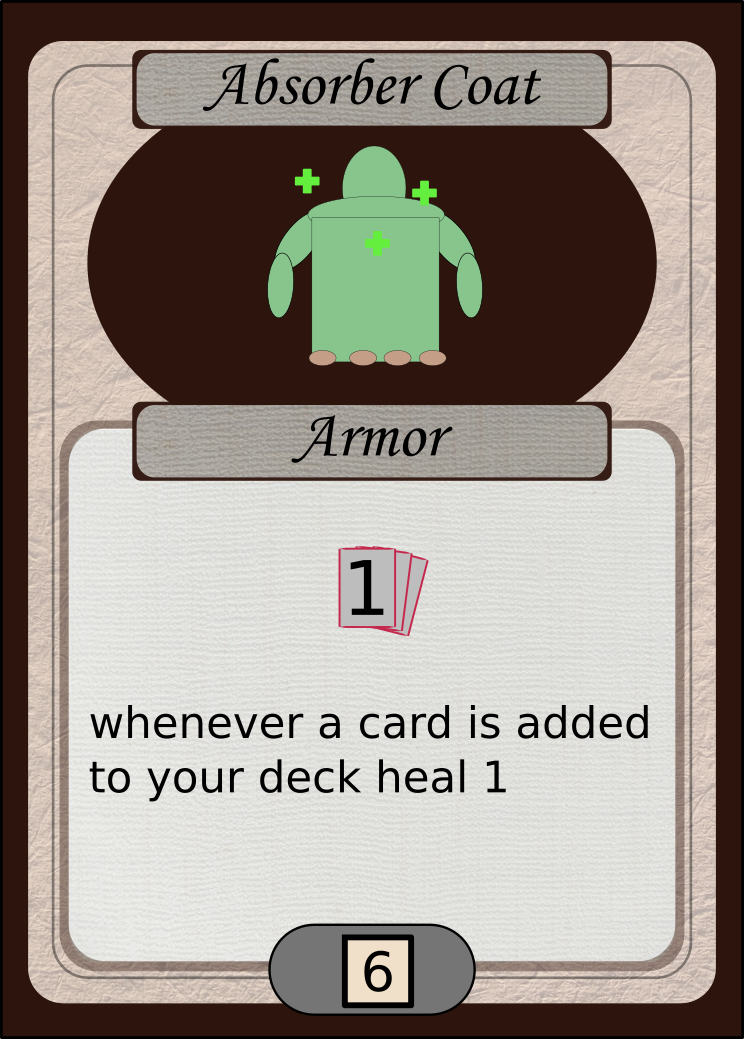 Absorber Coat
Armor
1
whenever a card is added
to your deck heal 1
6